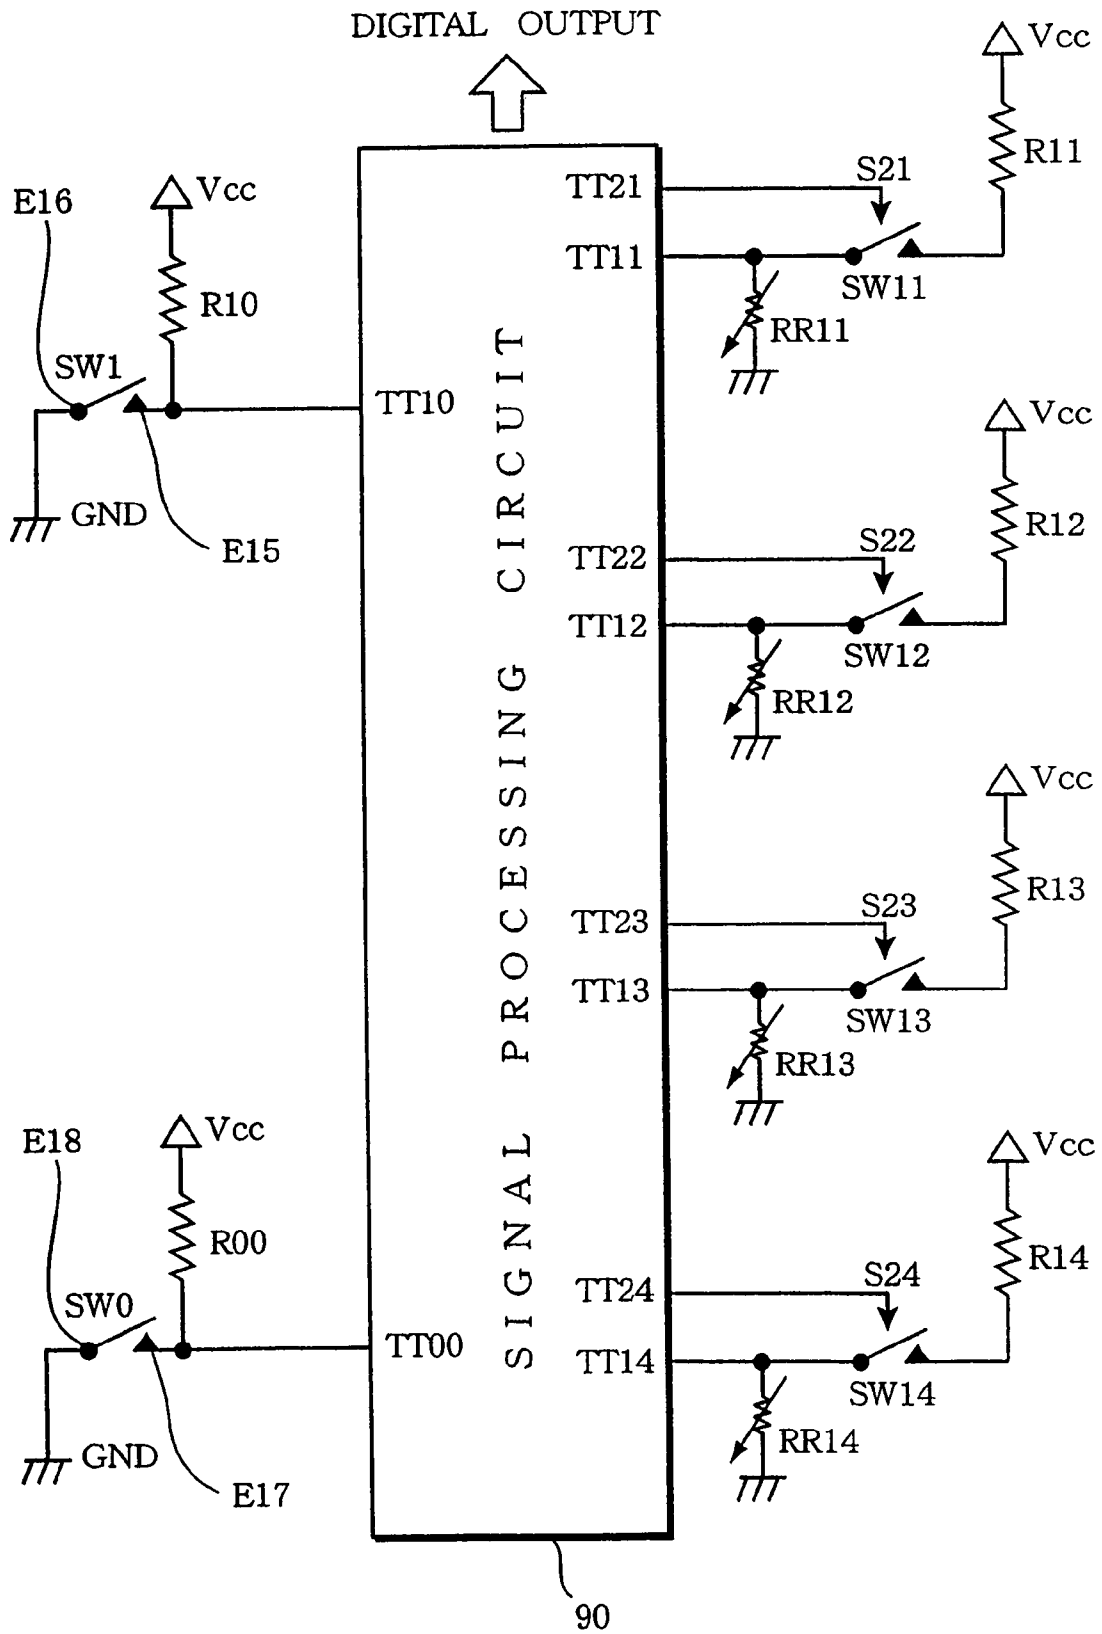 DIGITAL OUTPUT
Vcc
R11
TT21
S21
TT11
SW11
RR11
E16
Vcc
R10
SW1
TT10
GND
E15
Vcc
R12
TT22
S22
TT12
SW12
RR12
SIGNAL PROCESSING CIRCUIT
Vcc
R13
TT23
S23
TT13
SW13
RR13
E18
Vcc
R00
SW0
TT00
GND
E17
Vcc
R14
TT24
S24
TT14
SW14
RR14
90